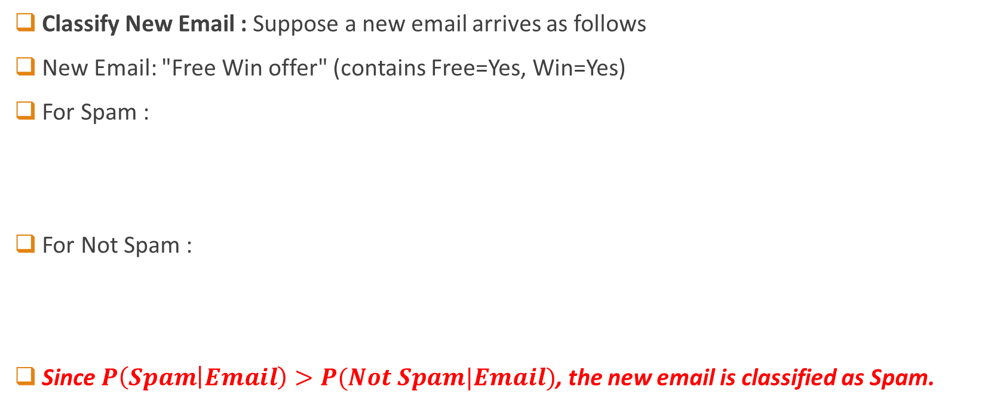 Classify New Email : Suppose a new email arrives as follows
New Email: "Free Win offer" (contains Free=Yes, Win=Yes)
For Spam :
For Not Spam :
Since P(Spam|Email) > P(Not Spam|Email), the new email is classified as Spam.